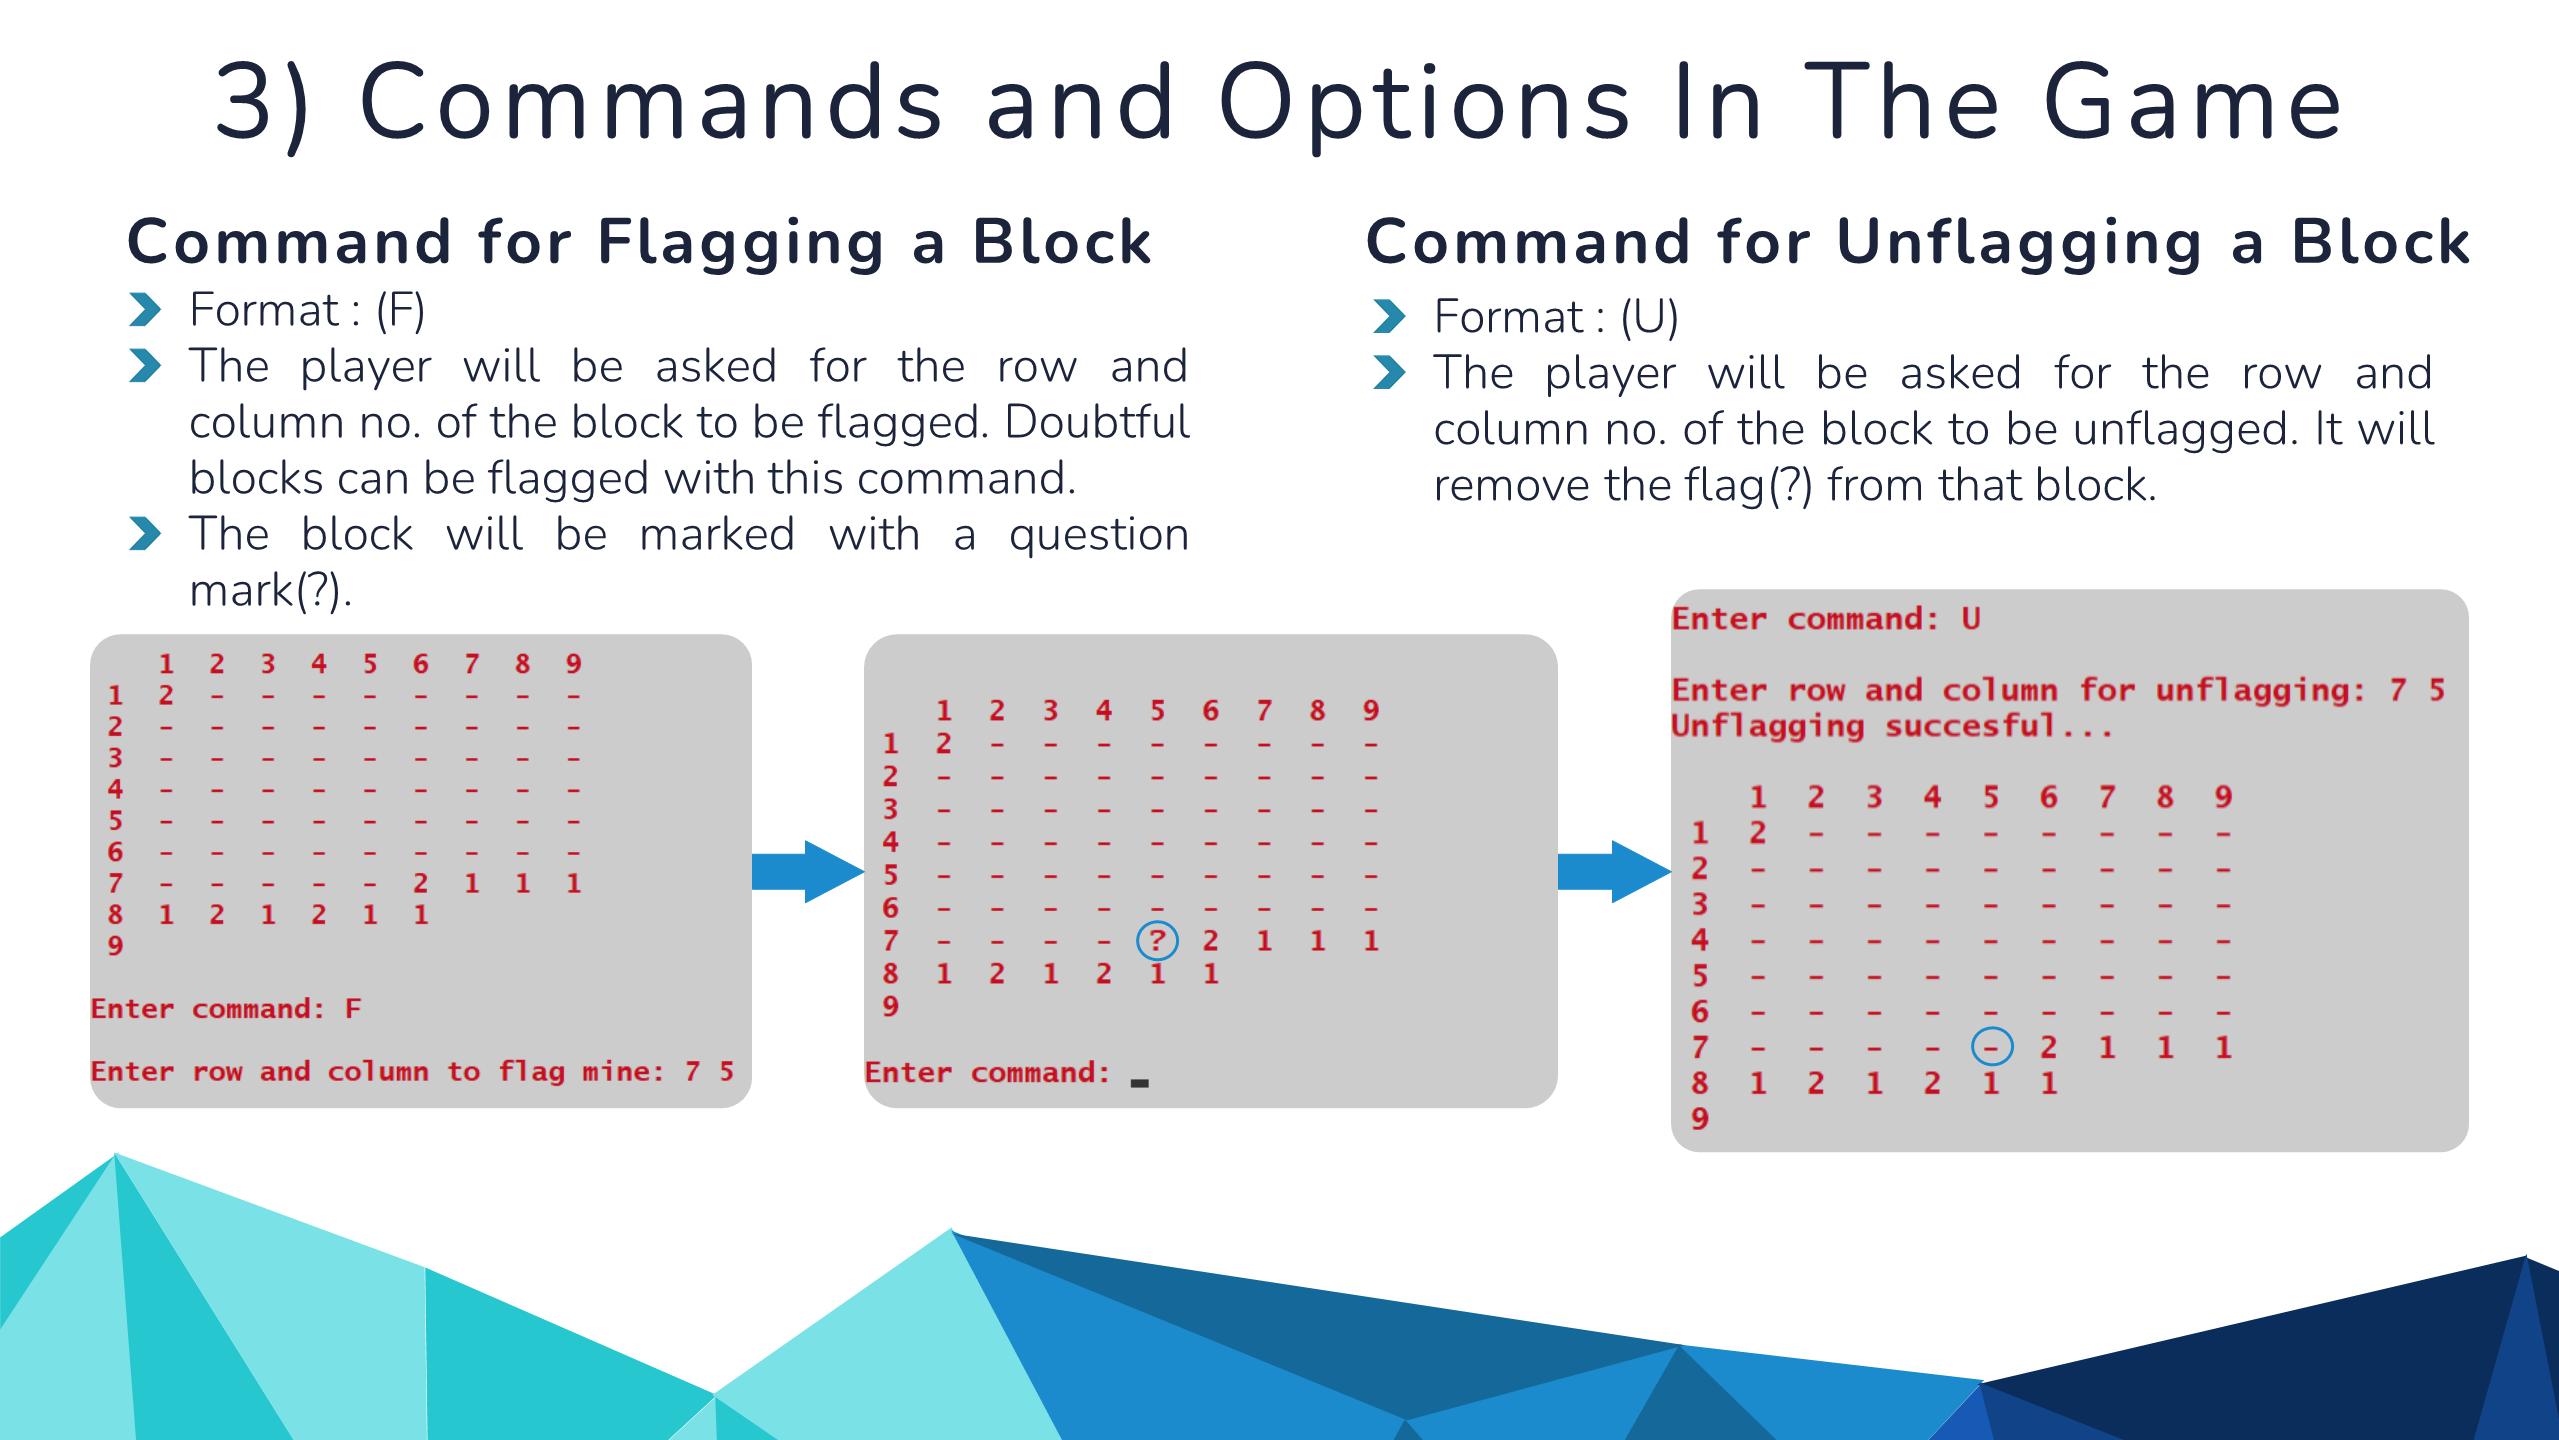 3) Commands and Options In The Game
Command for Flagging a Block
Format : (F)
The player will be asked for the row and
column no. of the block to be flagged. Doubtful
blocks can be flagged with this command.
The block will be marked with a question
mark(?).
Command for Unflagging a Block
Format : (U)
The player will be asked for the row and
column no. of the block to be unflagged. It will
remove the flag(?) from that block.
1 2 3 4 5 6 7 8 9
1 2 - - - - - - - -
2 - - - - - - - - -
3 - - - - - - - - -
4 - - - - - - - - -
5 - - - - - - - - -
6 - - - - - - - - -
7 - - - - - 2 1 1 1
8 1 2 1 2 1 1
9
Enter command: F
Enter row and column to flag mine: 7 5
1 2 3 4 5 6 7 8 9
1 2 - - - - - - - -
2 - - - - - - - - -
3 - - - - - - - - -
4 - - - - - - - - -
5 - - - - - - - - -
6 - - - - - - - - -
7 - - - - ? 2 1 1 1
8 1 2 1 2 1 1
9
Enter command: _
Enter command: U
Enter row and column for unflagging: 7 5
Unflagging succesful...
1 2 3 4 5 6 7 8 9
1 2 - - - - - - - -
2 - - - - - - - - -
3 - - - - - - - - -
4 - - - - - - - - -
5 - - - - - - - - -
6 - - - - - - - - -
7 - - - - - 2 1 1 1
8 1 2 1 2 1 1
9